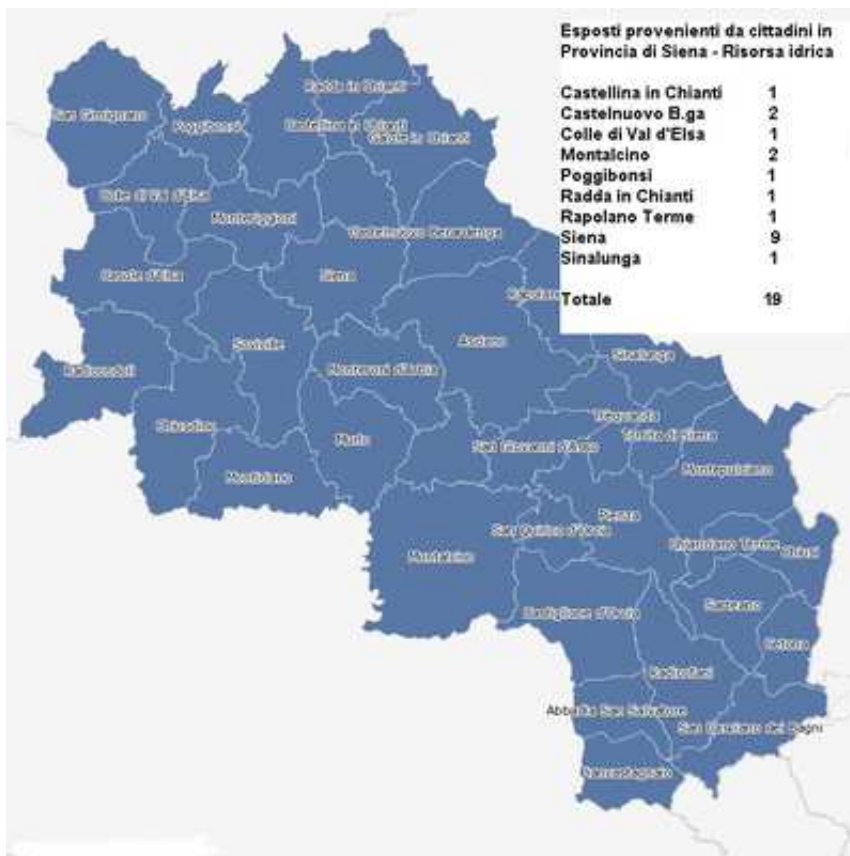 Esposti provenienti da cittadini in
Provincia di Siena - Risorsa idrica
Castellina in Chianti 1
Castelnuovo B.ga 2
Colle di Val d'Elsa 1
Montalcino 2
Poggibonsi 1
Radda in Chianti 1
Rapolano Terme 1
Siena 9
Sinalunga 1
Totale 19
Radda in Chianti
San Gimignano
Poggibonsi
Castellina in Chianti
Gaiole in Chianti
Colle di Val d'Elsa
Monteriggioni
Castelnuovo Berardenga
Casole d'Elsa
Siena
Rapolano
Asciano
Sovicille
Sinalunga
Radicondoli
Monteroni d'Arbia
Trequanda
Chiusdino
Murlo
San Giovanni d'Asso
Torrita di Siena
Montepulciano
Monticiano
Pienza
San Quirico d'Orcia
Montalcino
Chianciano Terme
Chiusi
Sarteano
Castiglione d'Orcia
Cetona
Radicofani
Abbadia San Salvatore
San Casciano dei Bagni
Piancastagnaio